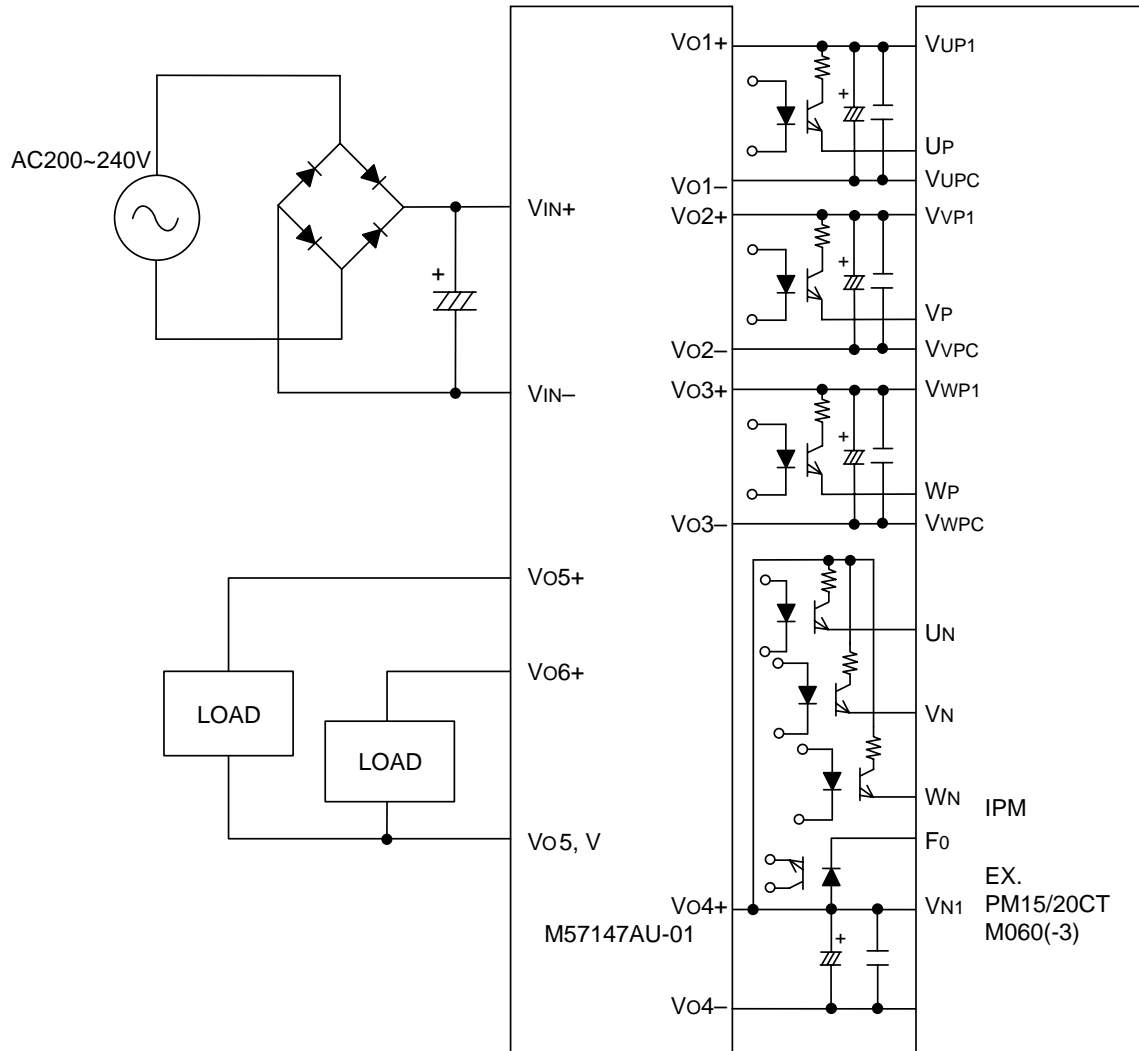 AC200~240V
VIN+
+
VIN–
VO5+
VO6+
LOAD
LOAD
VO5, V
M57147AU-01
VO1+
+
VO1–
VO2+
+
VO2–
VO3+
+
VO3–
VO4+
+
VO4–
VUP1
UP
VUPC
VVP1
VP
VVPC
VWP1
WP
VWPC
UN
VN
WN
F0
VN1
IPM
EX.
PM15/20CT
M060(-3)